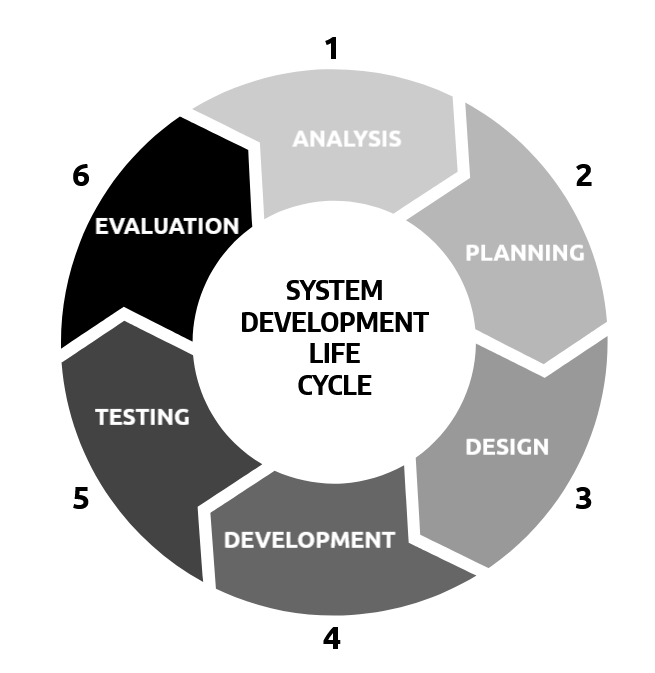 1
ANALYSIS
2
PLANNING
3
DESIGN
4
DEVELOPMENT
5
TESTING
6
EVALUATION
SYSTEM
DEVELOPMENT
LIFE
CYCLE